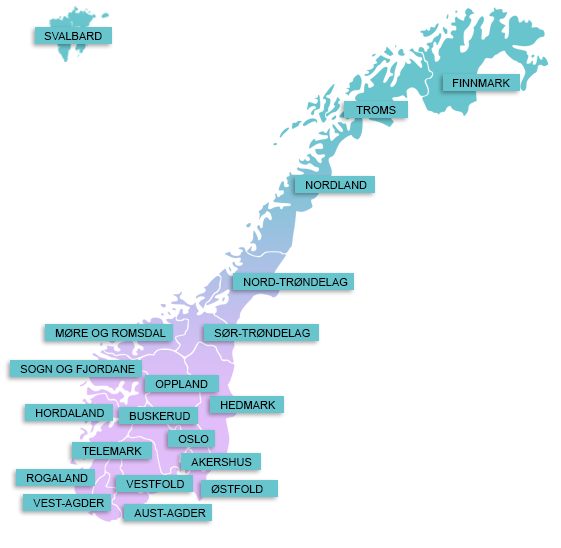 SVALBARD
FINNMARK
TROMS
NORDLAND
NORD-TRØNDELAG
MØRE OG ROMSDAL
SØR-TRØNDELAG
SOGN OG FJORDANE
OPPLAND
HEDMARK
HORDALAND
BUSKERUD
OSLO
TELEMARK
AKERSHUS
ROGALAND
VESTFOLD
ØSTFOLD
VEST-AGDER
AUST-AGDER